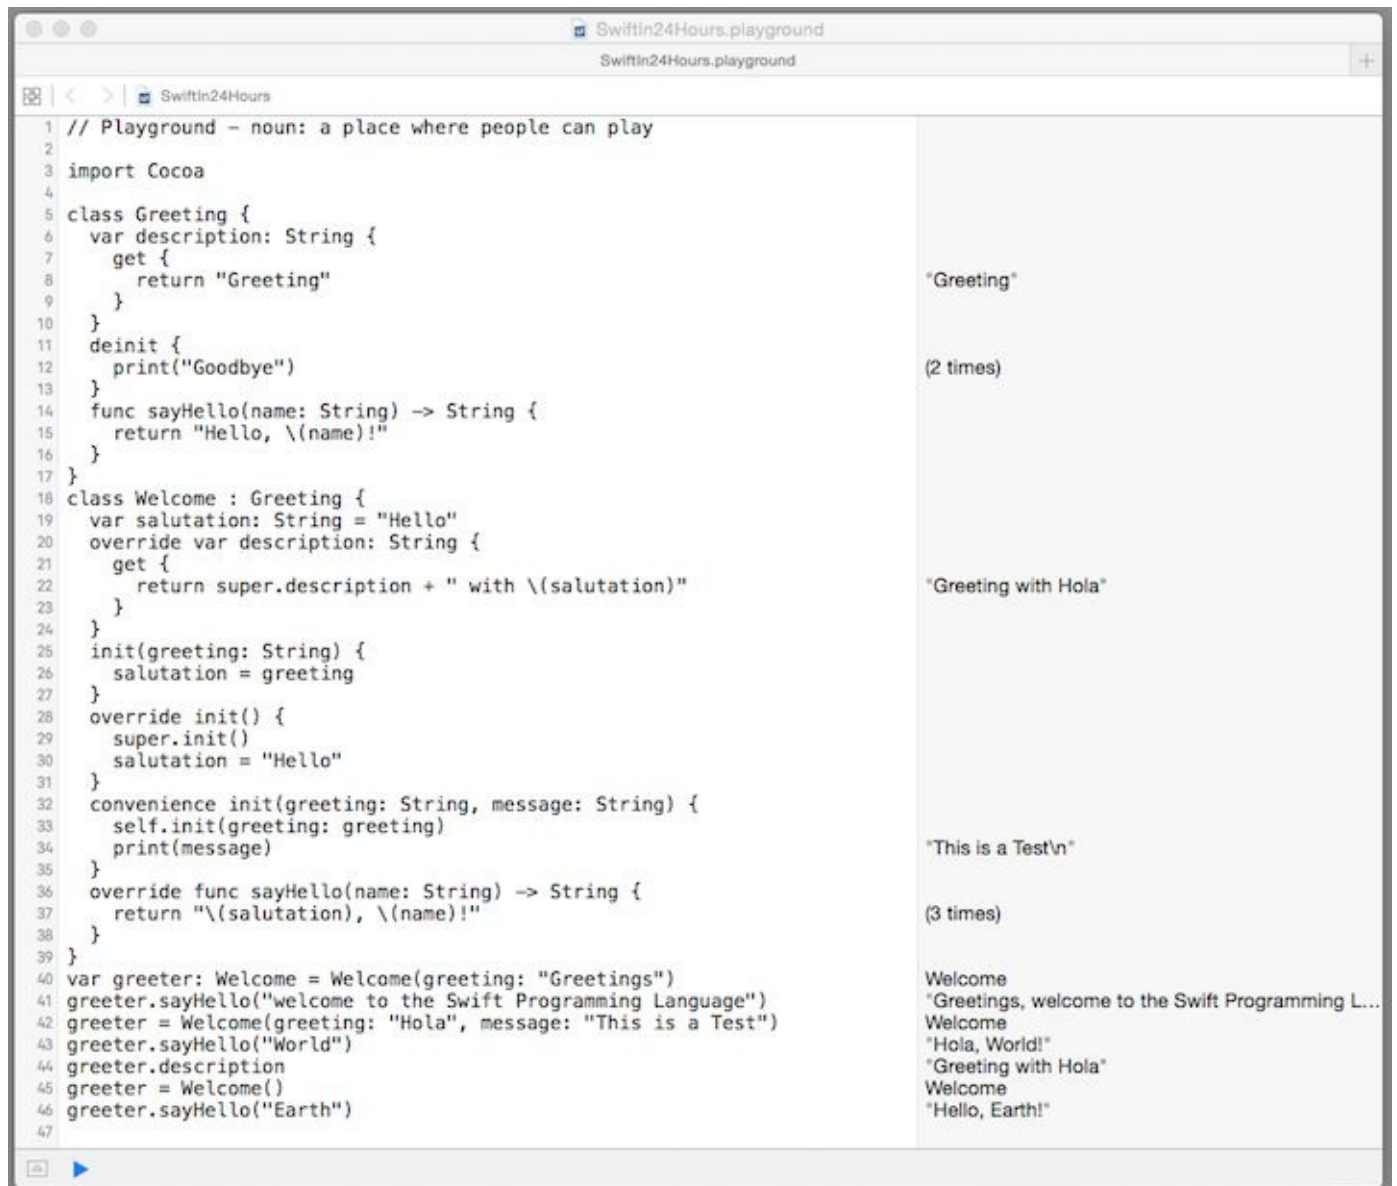 SwiftIn24Hours.playground
SwiftIn24Hours.playground
SwiftIn24Hours
1 // Playground – noun: a place where people can play
2
3 import Cocoa
4
5 class Greeting {
6 var description: String {
7 get {
8 return "Greeting" "Greeting"
9 }
10 }
11 deinit {
12 print("Goodbye") (2 times)
13 }
14 func sayHello(name: String) -> String {
15 return "Hello, \(name)!"
16 }
17 }
18 class Welcome : Greeting {
19 var salutation: String = "Hello"
20 override var description: String {
21 get {
22 return super.description + " with \(salutation)" "Greeting with Hola"
23 }
24 }
25 init(greeting: String) {
26 salutation = greeting
27 }
28 override init() {
29 super.init()
30 salutation = "Hello"
31 }
32 convenience init(greeting: String, message: String) {
33 self.init(greeting: greeting)
34 print(message) "This is a Test\n"
35 }
36 override func sayHello(name: String) -> String {
37 return "\(salutation), \(name)!" (3 times)
38 }
39 }
40 var greeter: Welcome = Welcome(greeting: "Greetings") Welcome
41 greeter.sayHello("welcome to the Swift Programming Language") "Greetings, welcome to the Swift Programming L...
42 greeter = Welcome(greeting: "Hola", message: "This is a Test") Welcome
43 greeter.sayHello("World") "Hola, World!"
44 greeter.description "Greeting with Hola"
45 greeter = Welcome() Welcome
46 greeter.sayHello("Earth") "Hello, Earth!"
47